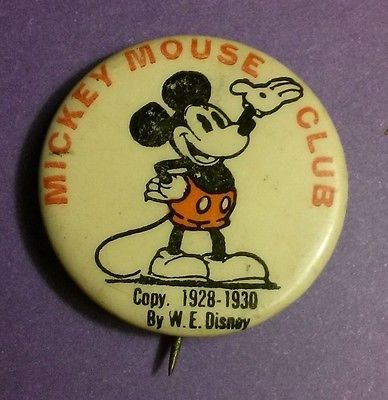 MICKEY MOUSE CLUB
Copy. 1928-1930
By W. E. Disney